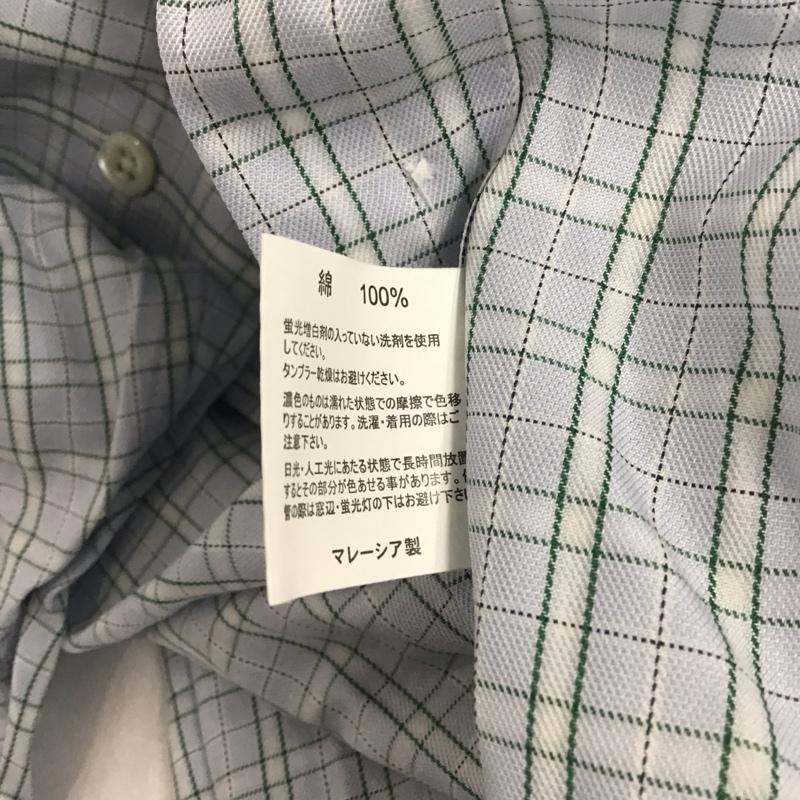 綿 100%
蛍光増白剤の入っていない洗剤を使用
してください。
タンブラー乾燥はお避けください。
濃色のものは濡れた状態での摩擦で色移
りすることがあります。洗濯・着用の際はご
注意下さい。
日光・人工光にあたる状態で長時間放置
するとその部分が色あせる事があります。
管の際は窓辺・蛍光灯の下はお避け下さい
マレーシア製